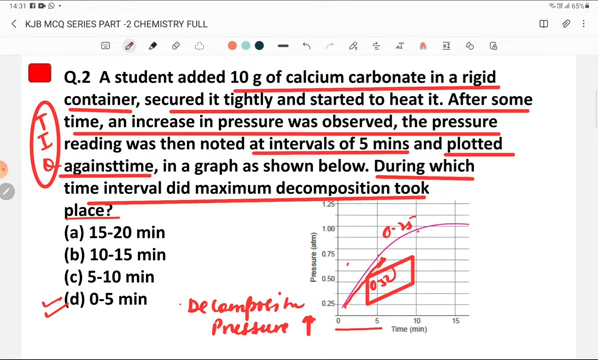 14:31
65%
KJB MCQ SERIES PART -2 CHEMISTRY FULL
Q.2 A student added 10 g of calcium carbonate in a rigid
container, secured it tightly and started to heat it. After some
time, an increase in pressure was observed, the pressure
reading was then noted at intervals of 5 mins and plotted
againsttime, in a graph as shown below. During which
time interval did maximum decomposition took
place?
(a) 15-20 min
(b) 10-15 min
(c) 5-10 min
(d) 0-5 min
Pressure (atm)
1.25
1.00
0.75
0.50
0.25
0 5 10 15
Time (min)
0-25
Pressure ↑